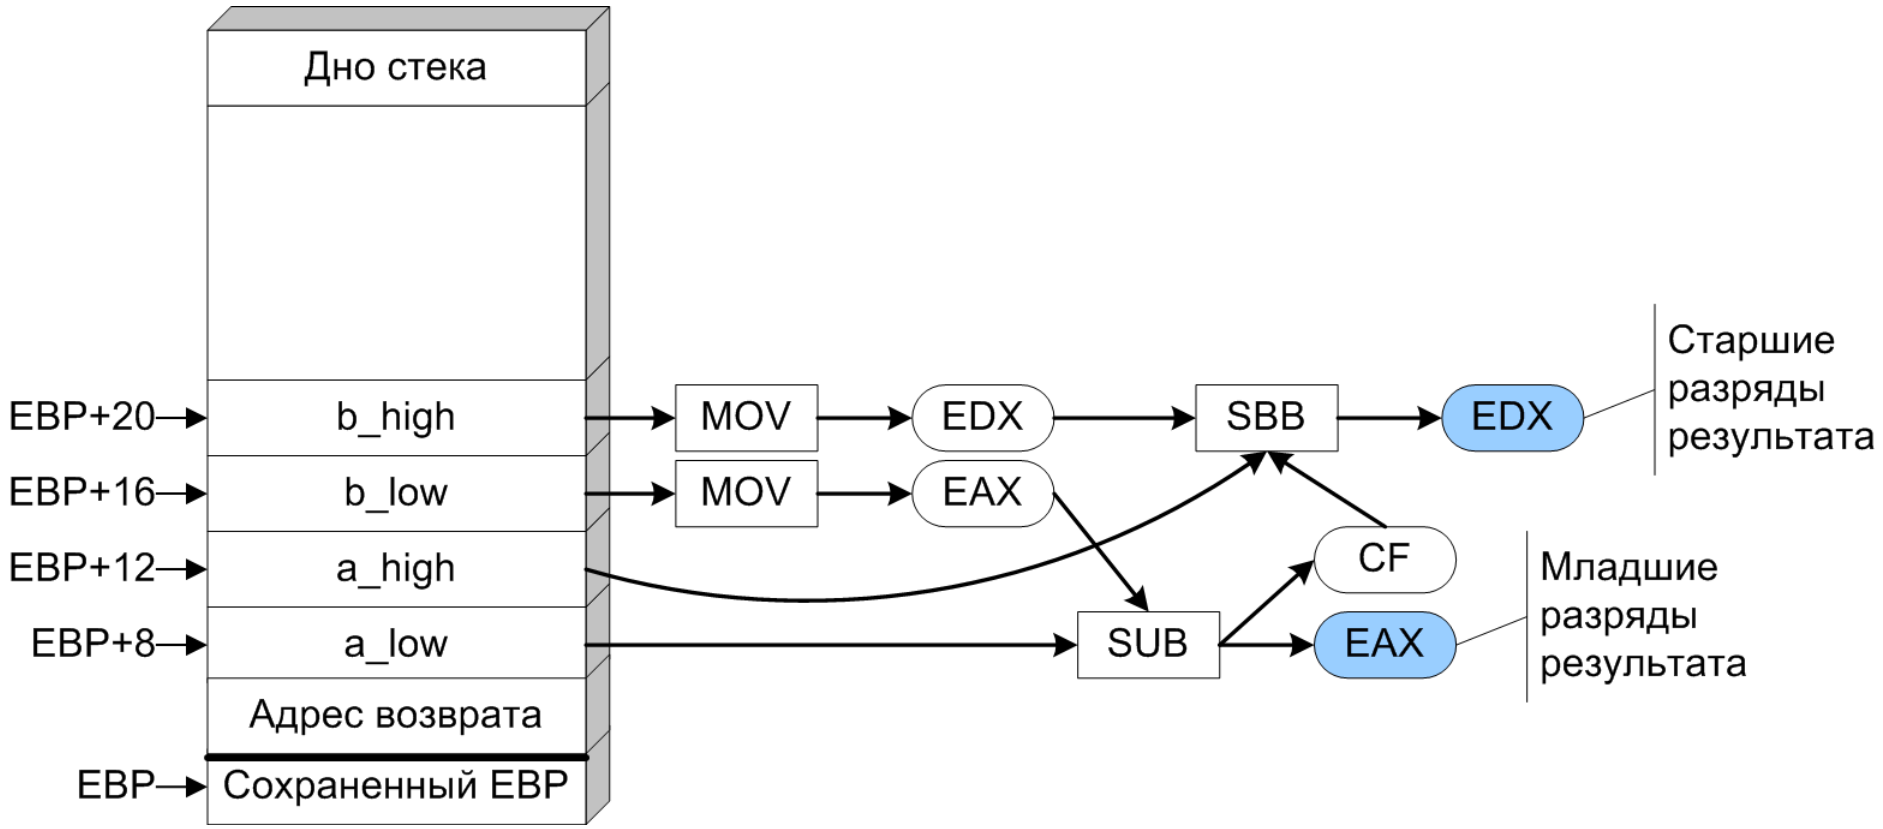 Дно стека
EBP+20
b_high
MOV
EDX
SBB
EDX
Старшие
разряды
результата
EBP+16
b_low
MOV
EAX
EBP+12
a_high
CF
Младшие
разряды
результата
EBP+8
a_low
SUB
EAX
Адрес возврата
EBP
Сохраненный EBP